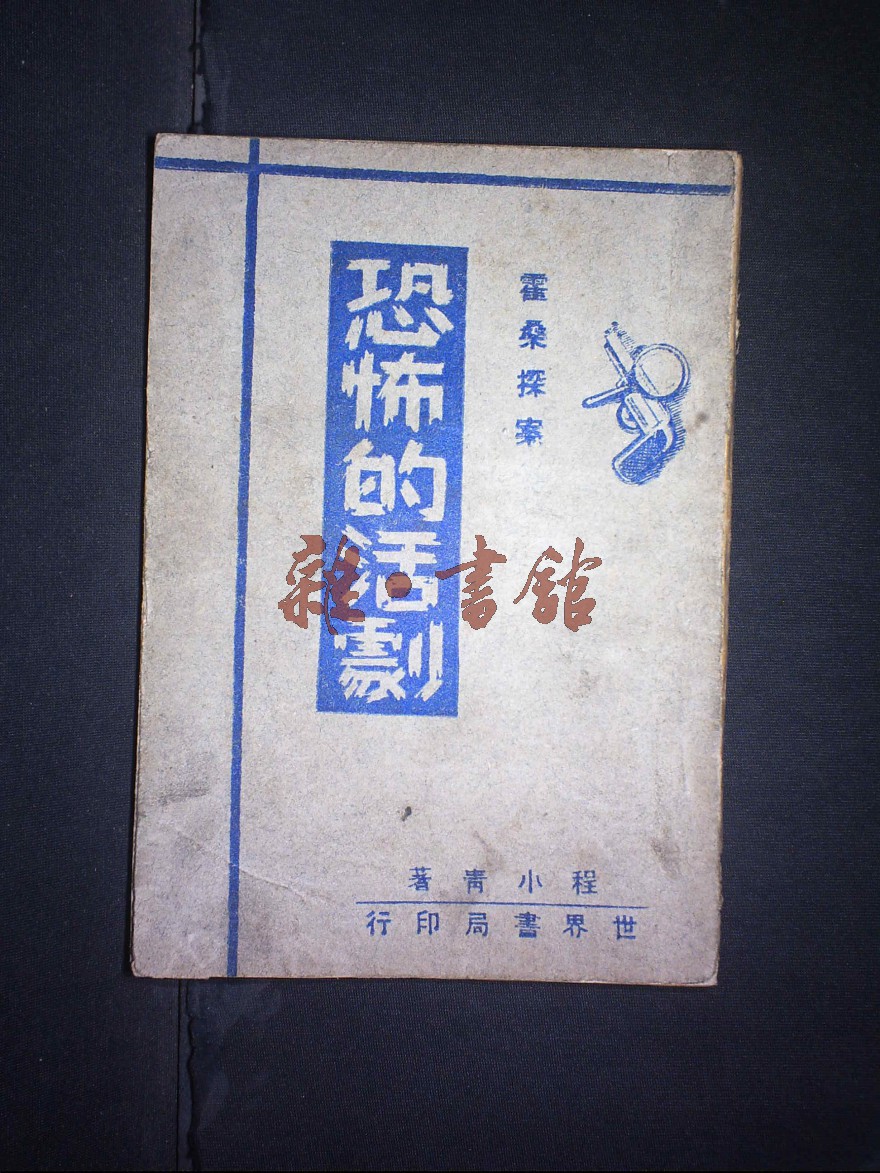 霍桑探案
恐怖的活劇
程小青著
世界書局印行
雜·書館